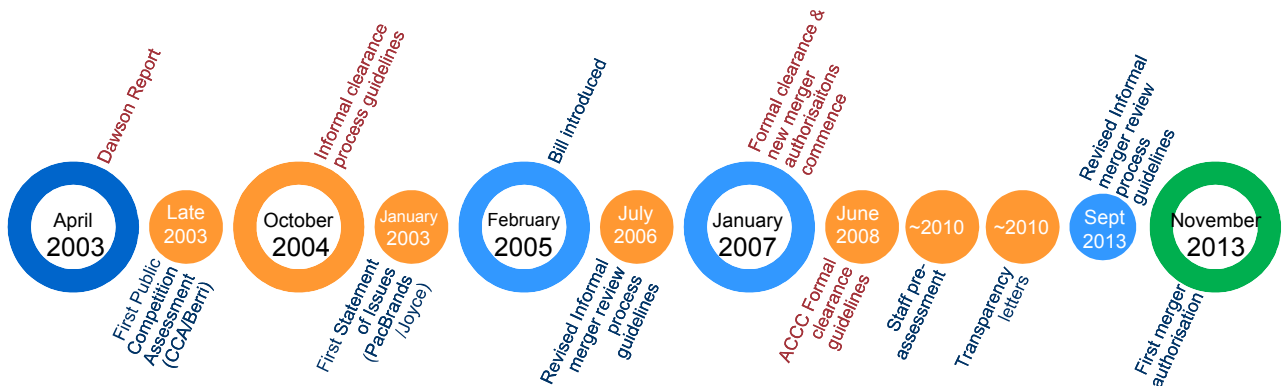 Dawson Report
April
2003
Late
2003
First Public
Competition
Assessment
(CCA/Berri)
Informal clearance
process guidelines
October
2004
January
2003
First Statement
of Issues
(PacBrands
/Joyce)
Bill introduced
February
2005
July
2006
Revised Informal
merger review
process
guidelines
Formal clearance &
new merger
authorisaitons
commence
January
2007
June
2008
ACCC Formal
clearance
guidelines
~2010
Staff pre-
assessment
~2010
Transparency
letters
Revised Informal
merger review
process
guidelines
Sept
2013
November
2013
First merger
authorisation